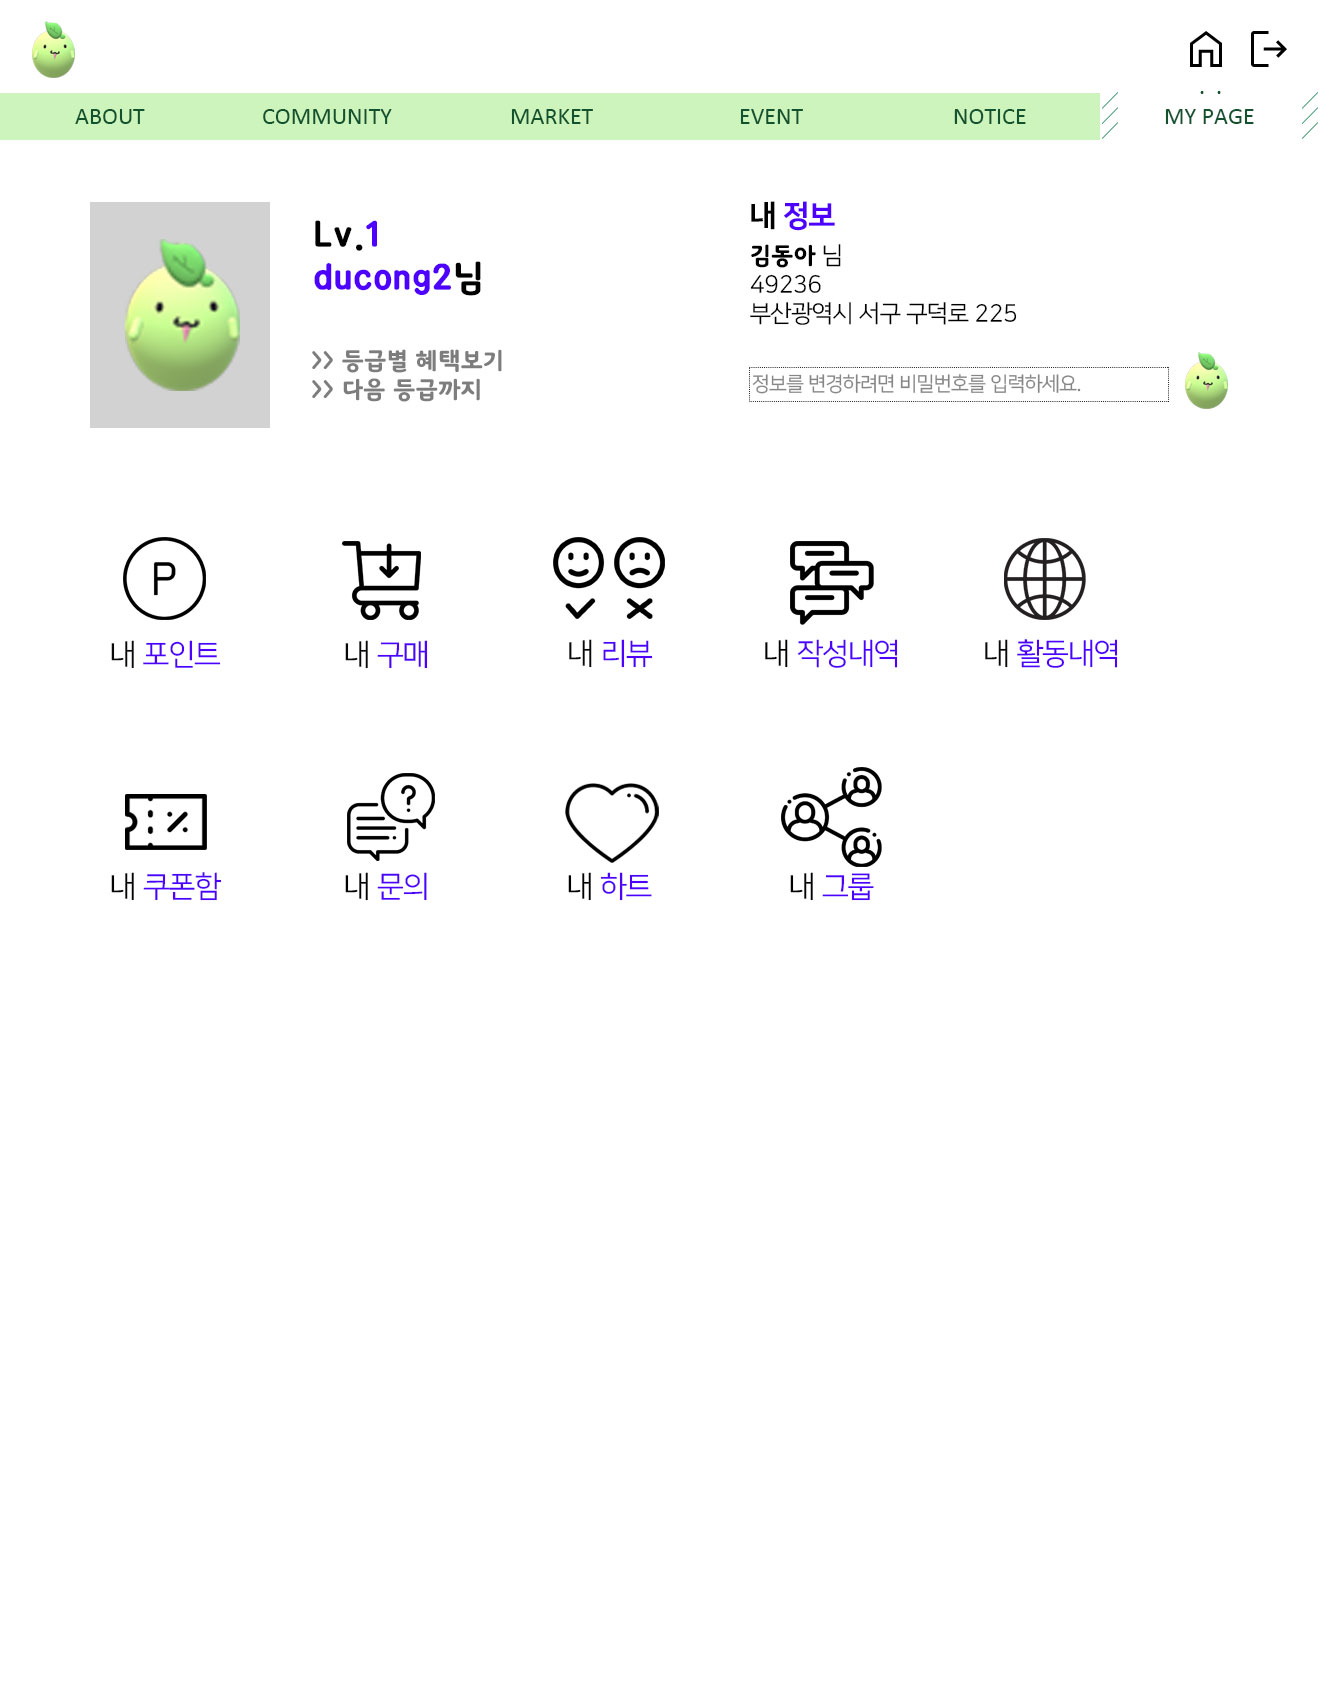 ABOUT COMMUNITY MARKET EVENT NOTICE MY PAGE
Lv.1
ducong2님
>> 등급별 혜택보기
>> 다음 등급까지
내 정보
김동아 님
49236
부산광역시 서구 구덕로 225
정보를 변경하려면 비밀번호를 입력하세요.
P
내 포인트 내 구매 내 리뷰 내 작성내역 내 활동내역
?
내 쿠폰함 내 문의 내 하트 내 그룹